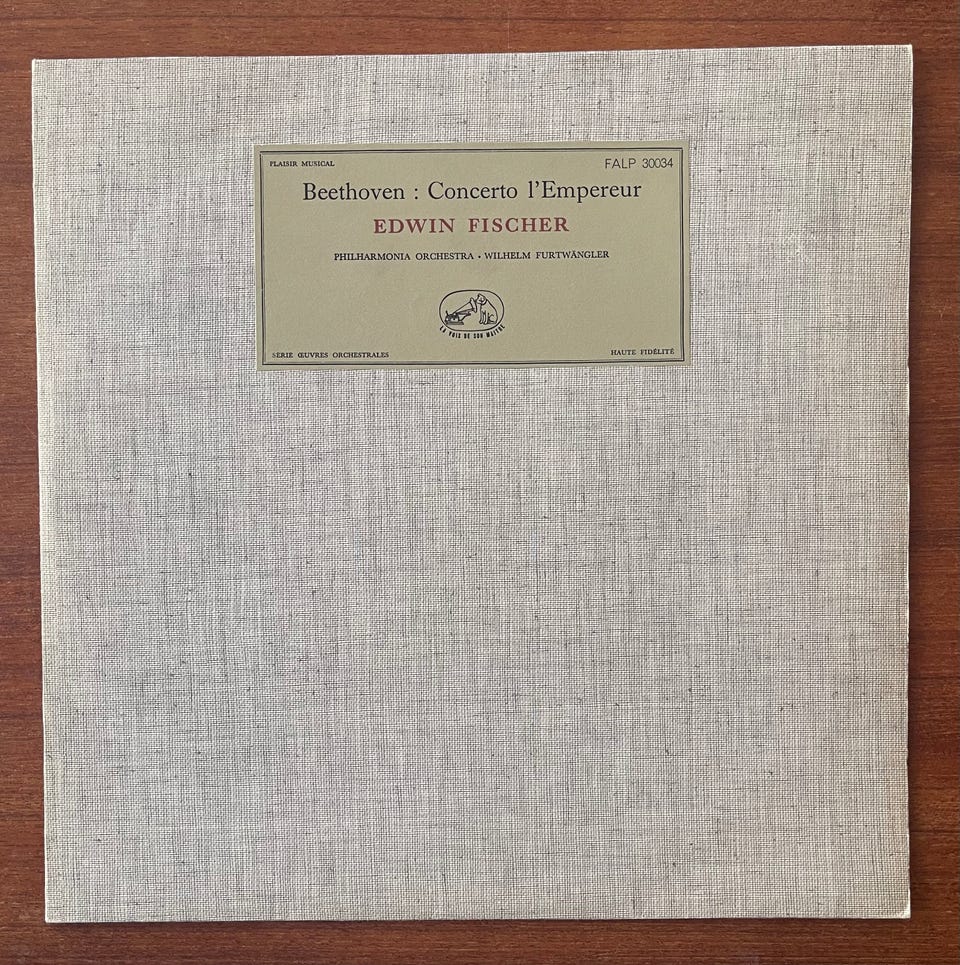 PLAISIR MUSICAL
FALP 30034
Beethoven : Concerto l'Empereur
EDWIN FISCHER
PHILHARMONIA ORCHESTRA • WILHELM FURTWÄNGLER
LA VOIX DE SON MAITRE
SERIE ŒUVRES ORCHESTRALES
HAUTE FIDÉLITÉ